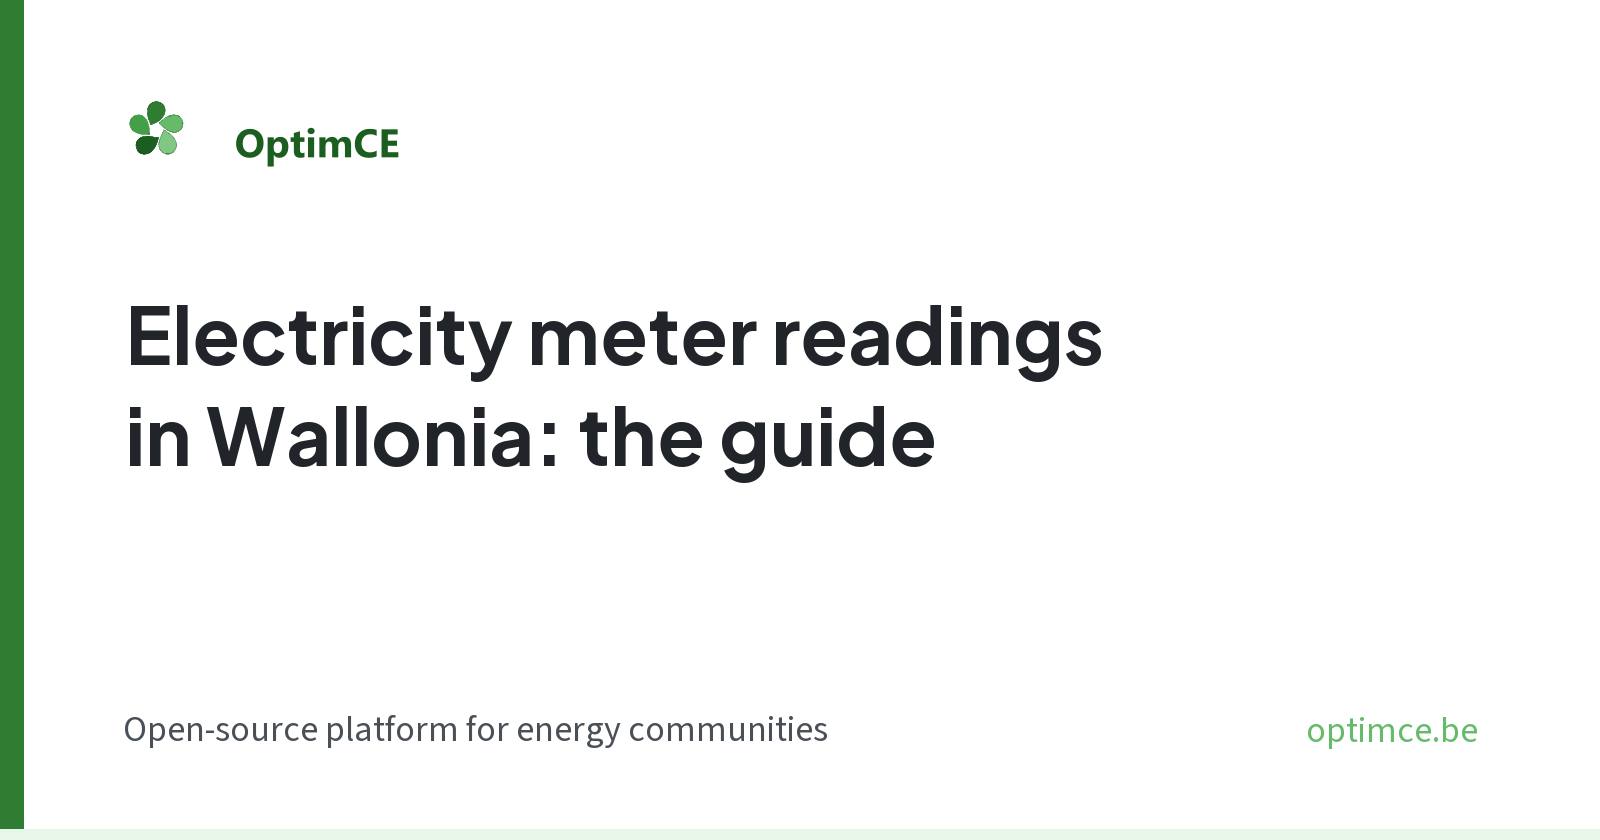 OptimCE
Electricity meter readings
in Wallonia: the guide
Open-source platform for energy communities
optimce.be